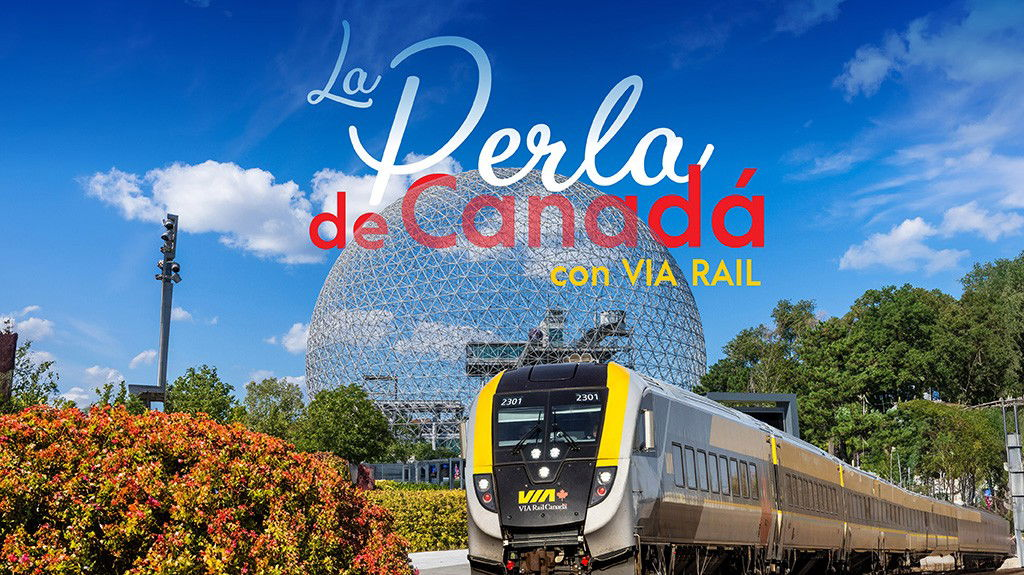 La
Perla
de Canadá
con VIA RAIL
2301 2301
VIA
VIA Rail Canada